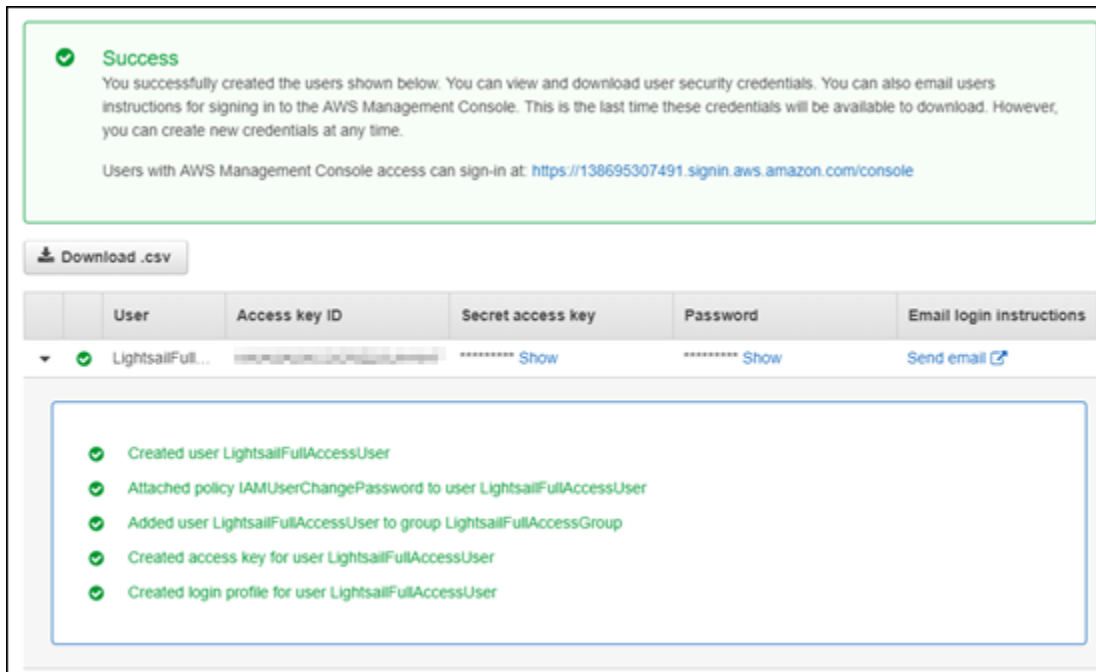 Success
You successfully created the users shown below. You can view and download user security credentials. You can also email users
instructions for signing in to the AWS Management Console. This is the last time these credentials will be available to download. However,
you can create new credentials at any time.
Users with AWS Management Console access can sign-in at: https://138695307491.signin.aws.amazon.com/console
Download .csv
User Access key ID Secret access key Password Email login instructions
LightsailFull... ********* Show ********* Show Send email
Created user LightsailFullAccessUser
Attached policy IAMUserChangePassword to user LightsailFullAccessUser
Added user LightsailFullAccessUser to group LightsailFullAccessGroup
Created access key for user LightsailFullAccessUser
Created login profile for user LightsailFullAccessUser